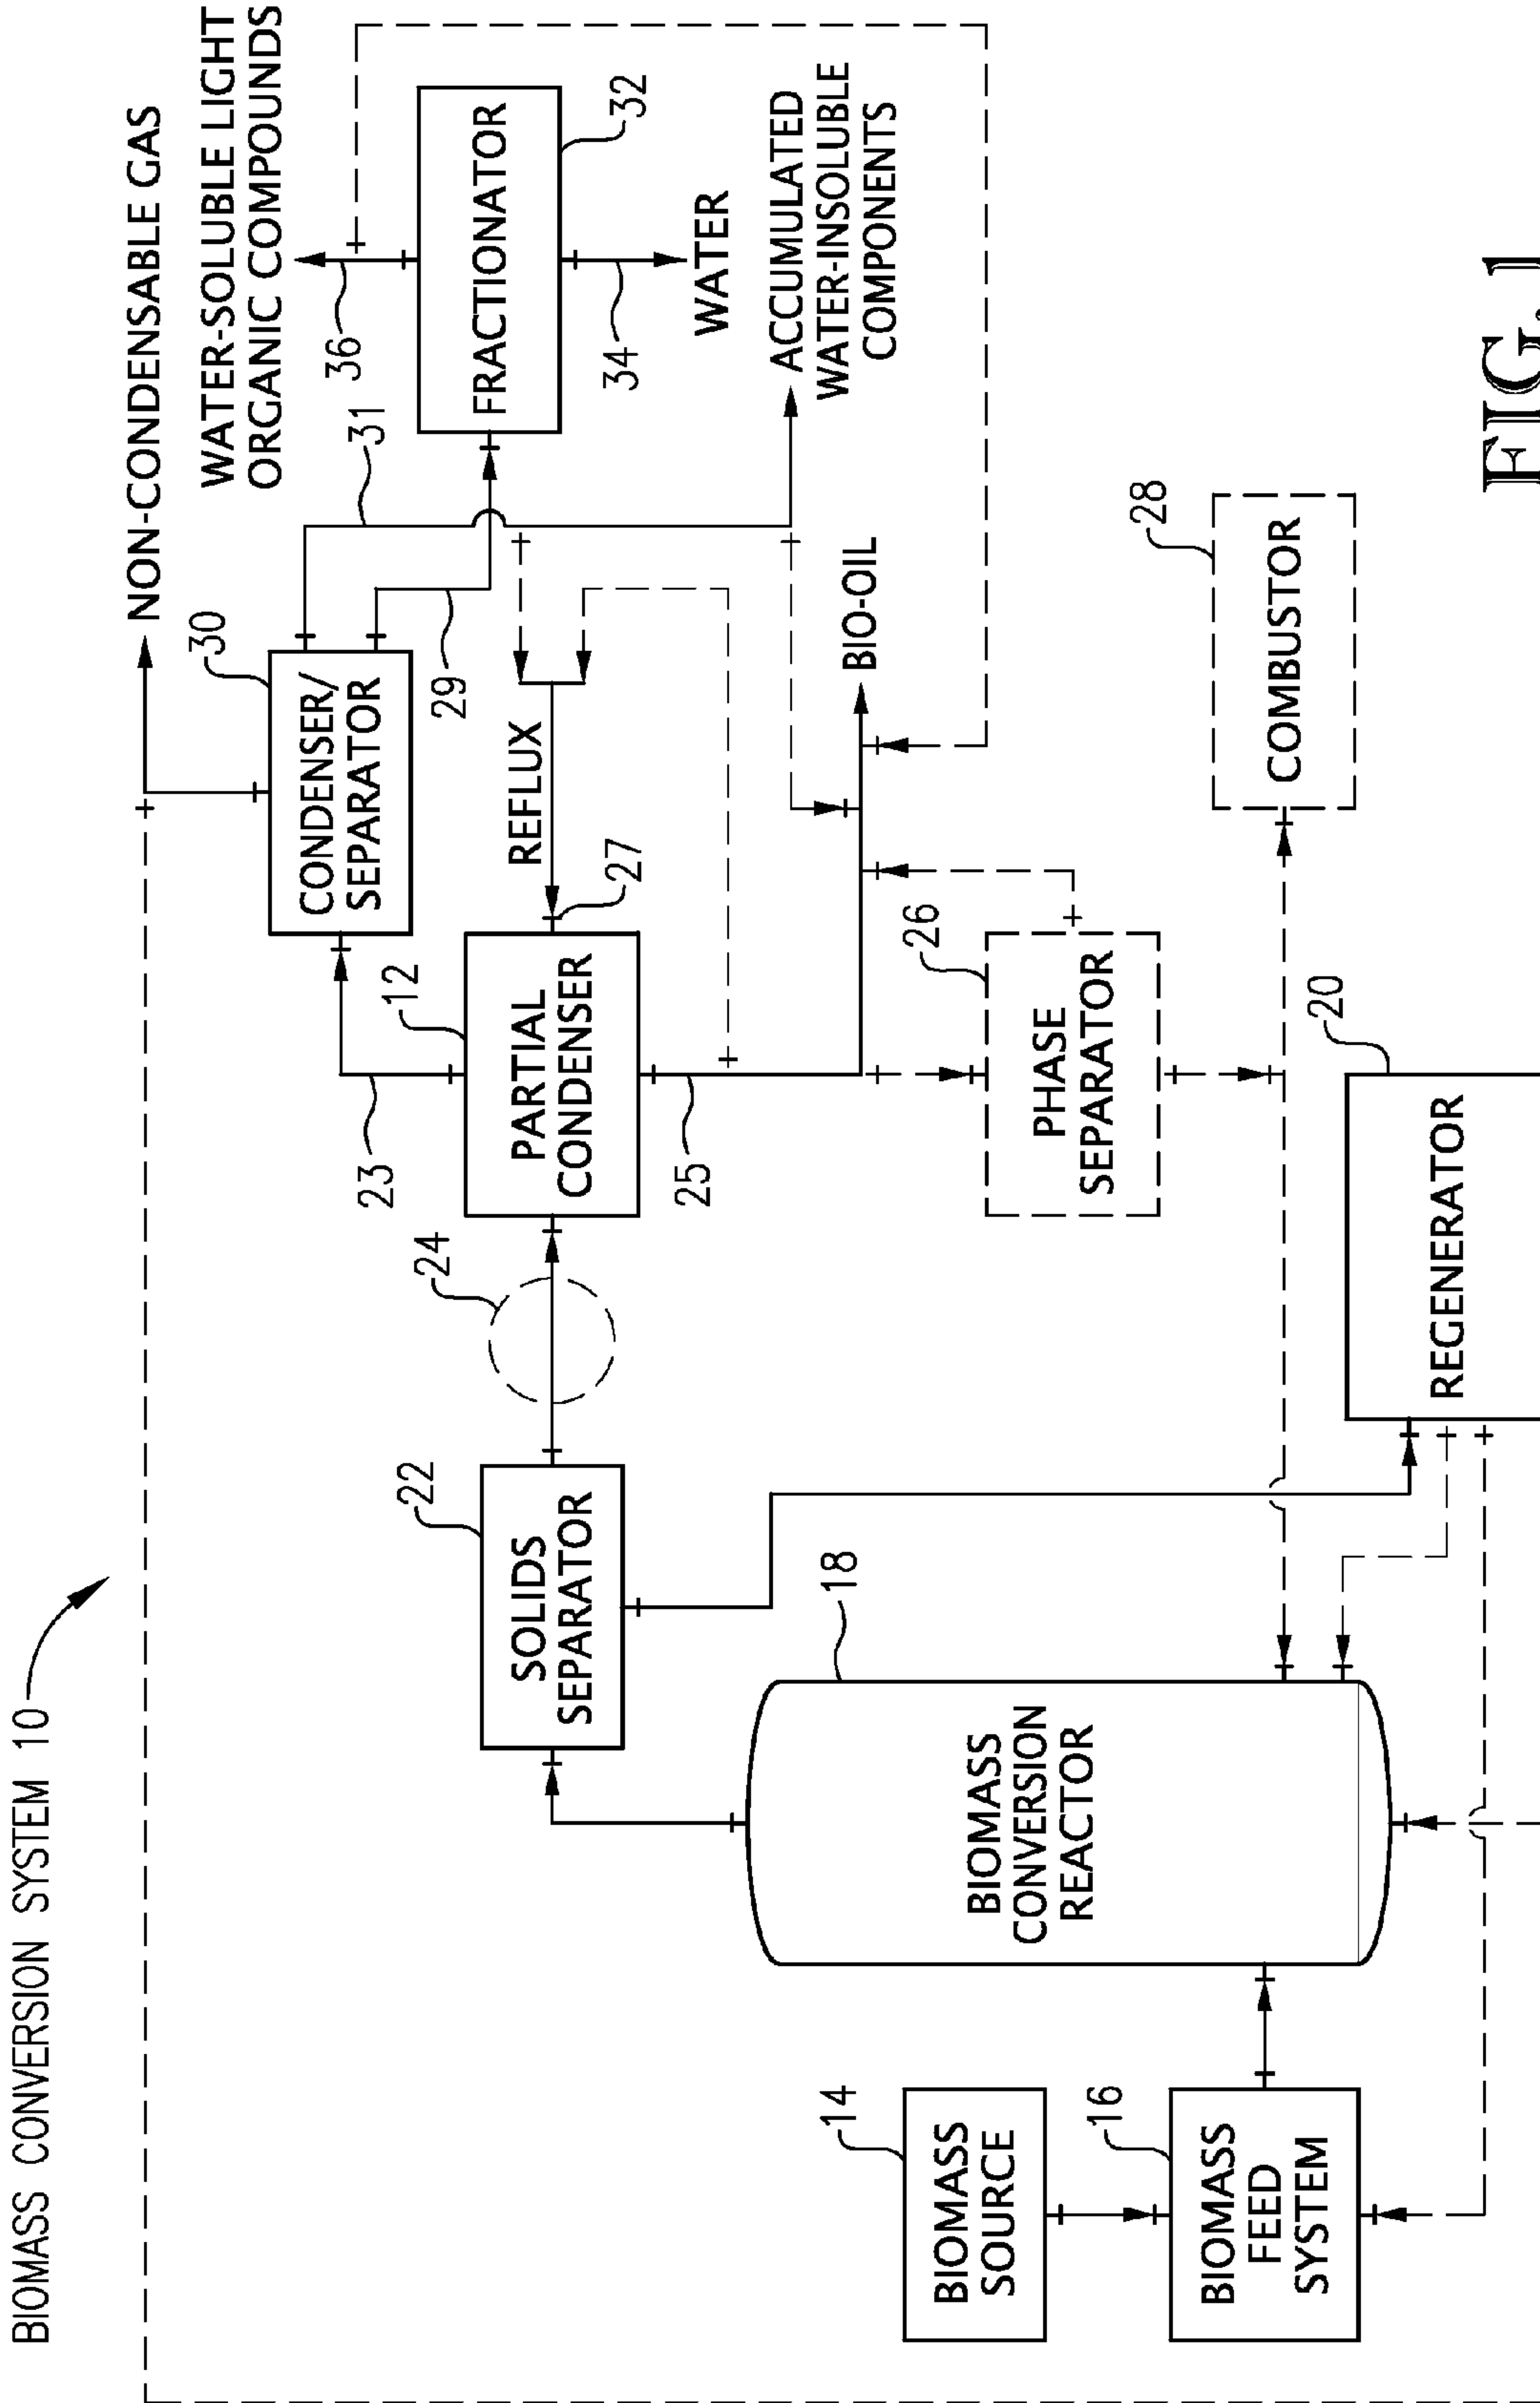 BIOMASS CONVERSION SYSTEM 10
NON-CONDENSABLE GAS
WATER-SOLUBLE LIGHT
ORGANIC COMPOUNDS
30
CONDENSER/
SEPARATOR
31
36
FRACTIONATOR
32
29
34
WATER
23
12
PARTIAL
CONDENSER
REFLUX
27
25
24
22
SOLIDS
SEPARATOR
ACCUMULATED
WATER-INSOLUBLE
COMPONENTS
BIO-OIL
26
PHASE
SEPARATOR
28
COMBUSTOR
18
BIOMASS
CONVERSION
REACTOR
14
BIOMASS
SOURCE
16
BIOMASS
FEED
SYSTEM
20
REGENERATOR
FIG. 1